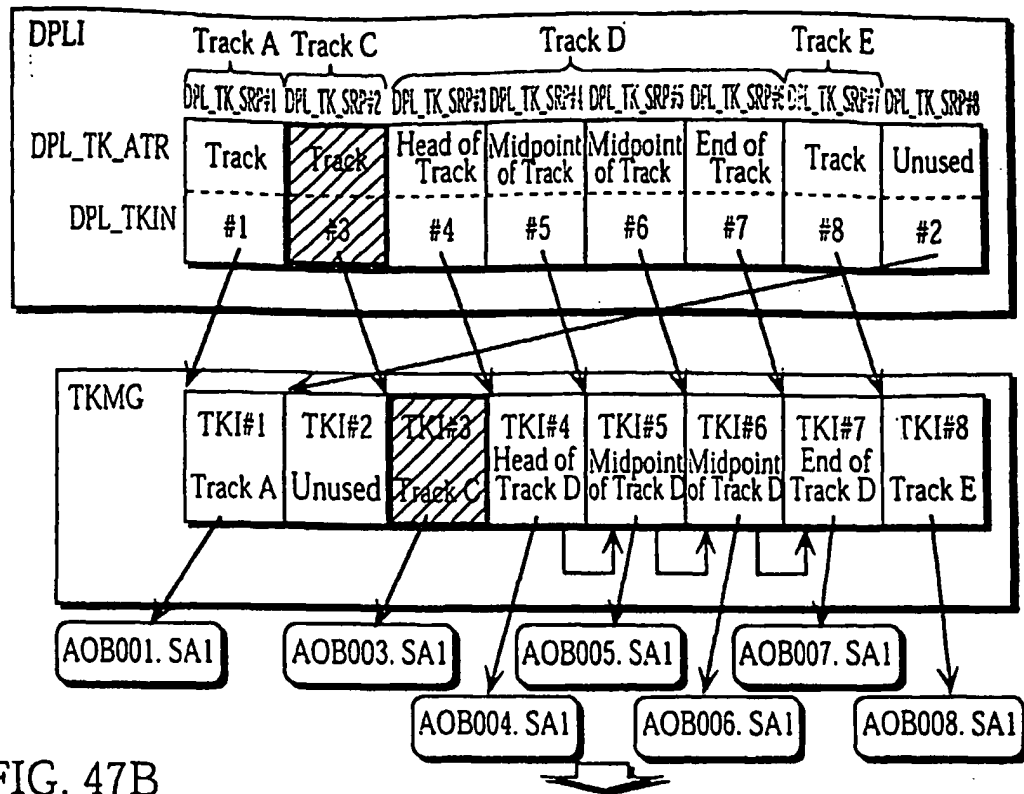 DPLI
Track A Track C Track D Track E
DPL_TK_SRP#1 DPL_TK_SRP#2 DPL_TK_SRP#3 DPL_TK_SRP#4 DPL_TK_SRP#5 DPL_TK_SRP#6 DPL_TK_SRP#7 DPL_TK_SRP#8
DPL_TK_ATR Track Track Head of Track Midpoint of Track Midpoint of Track End of Track Track Unused
DPL_TKIN #1 #3 #4 #5 #6 #7 #8 #2
TKMG
TKI#1 TKI#2 TKI#3 TKI#4 TKI#5 TKI#6 TKI#7 TKI#8
Track A Unused Track C Head of Track D Midpoint of Track D Midpoint of Track D End of Track D Track E
AOB001. SA1 AOB003. SA1 AOB005. SA1 AOB007. SA1
AOB004. SA1 AOB006. SA1 AOB008. SA1
FIG. 47B